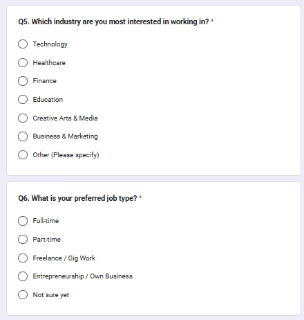 Q5. Which industry are you most interested in working in? *
Technology
Healthcare
Finance
Education
Creative Arts & Media
Business & Marketing
Other (Please specify)
Q6. What is your preferred job type? *
Full-time
Part-time
Freelance / Gig Work
Entrepreneurship / Own Business
Not sure yet